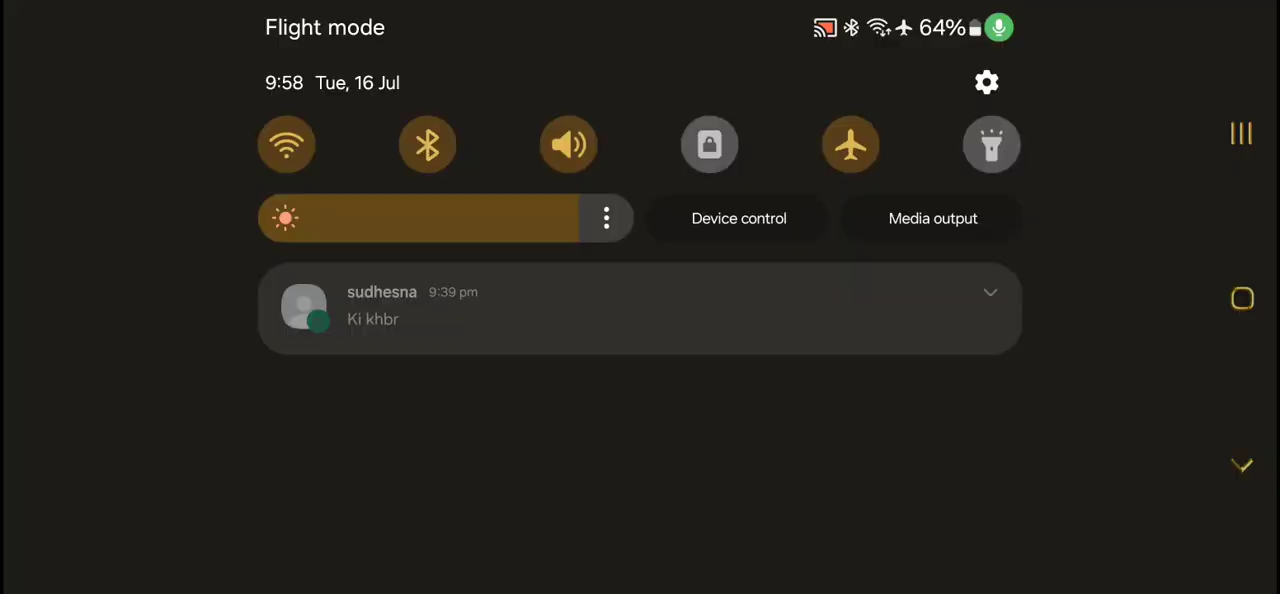 Flight mode
64%
9:58 Tue, 16 Jul
Device control
Media output
sudhesna 9:39 pm
Ki khbr